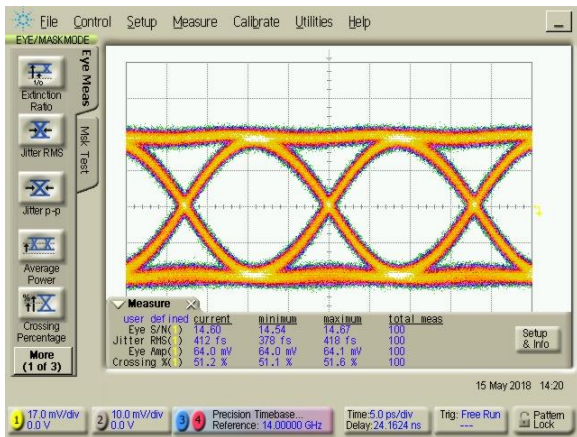 File Control Setup Measure Calibrate Utilities Help
EYE/MASK MODE
Extinction
Ratio
Jitter RMS
Jitter p-p
Average
Power
Crossing
Percentage
More
(1 of 3)
Eye Meas
Msk Test
Measure
user defined current minimum maximum total meas
Eye S/N( ) 14.60 14.54 14.67 100
Jitter RMS( ) 412 fs 378 fs 418 fs 100
Eye Amp( ) 64.0 mV 64.0 mV 64.1 mV 100
Crossing %( ) 51.2 % 51.1 % 51.6 % 100
Setup
& Info
15 May 2018 14:20
1 17.0 mV/div
0.0 V
2 10.0 mV/div
0.0 V
3 4 Precision Timebase...
Reference: 14.00000 GHz
Time:5.0 ps/div
Delay:24.1624 ns
Trig: Free Run
---
Pattern
Lock